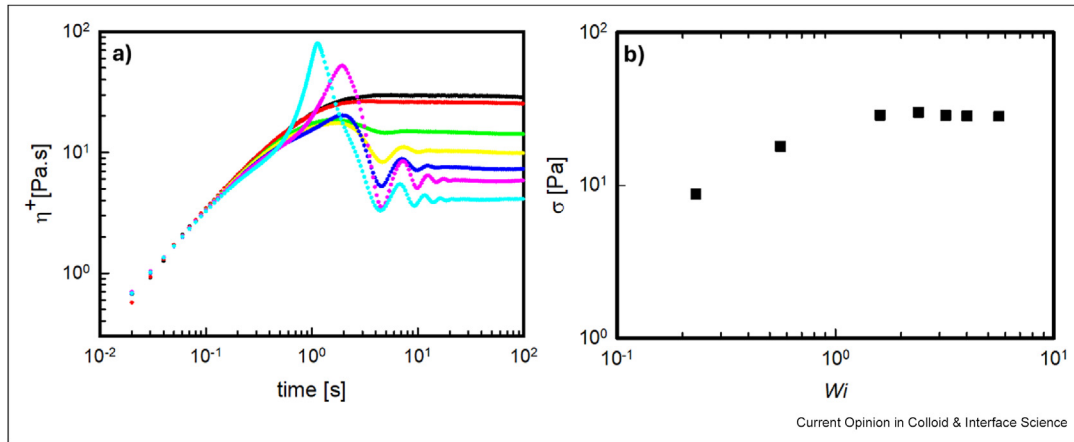 a)
10²
10¹
10⁰
η⁺ [Pa.s]
10⁻² 10⁻¹ 10⁰ 10¹ 10²
time [s]
b)
10²
10¹
10⁰
σ [Pa]
10⁻¹ 10⁰ 10¹
Wi
Current Opinion in Colloid & Interface Science